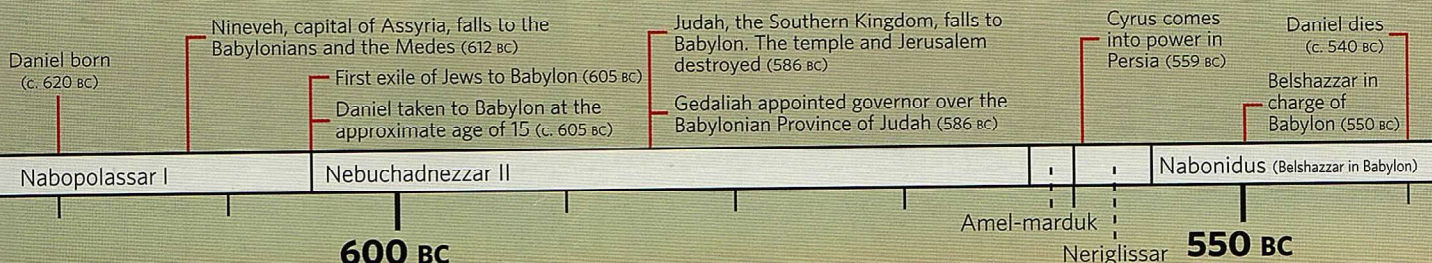 Daniel born
(c. 620 BC)
Nineveh, capital of Assyria, falls to the
Babylonians and the Medes (612 BC)
First exile of Jews to Babylon (605 BC)
Daniel taken to Babylon at the
approximate age of 15 (c. 605 BC)
Judah, the Southern Kingdom, falls to
Babylon. The temple and Jerusalem
destroyed (586 BC)
Gedaliah appointed governor over the
Babylonian Province of Judah (586 BC)
Cyrus comes
into power in
Persia (559 BC)
Daniel dies
(c. 540 BC)
Belshazzar in
charge of
Babylon (550 BC)
Nabopolassar I
Nebuchadnezzar II
Nabonidus (Belshazzar in Babylon)
Amel-marduk
Neriglissar
600 BC
550 BC